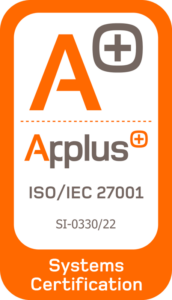 A+
Applus+
ISO/IEC 27001
SI-0330/22
Systems
Certification